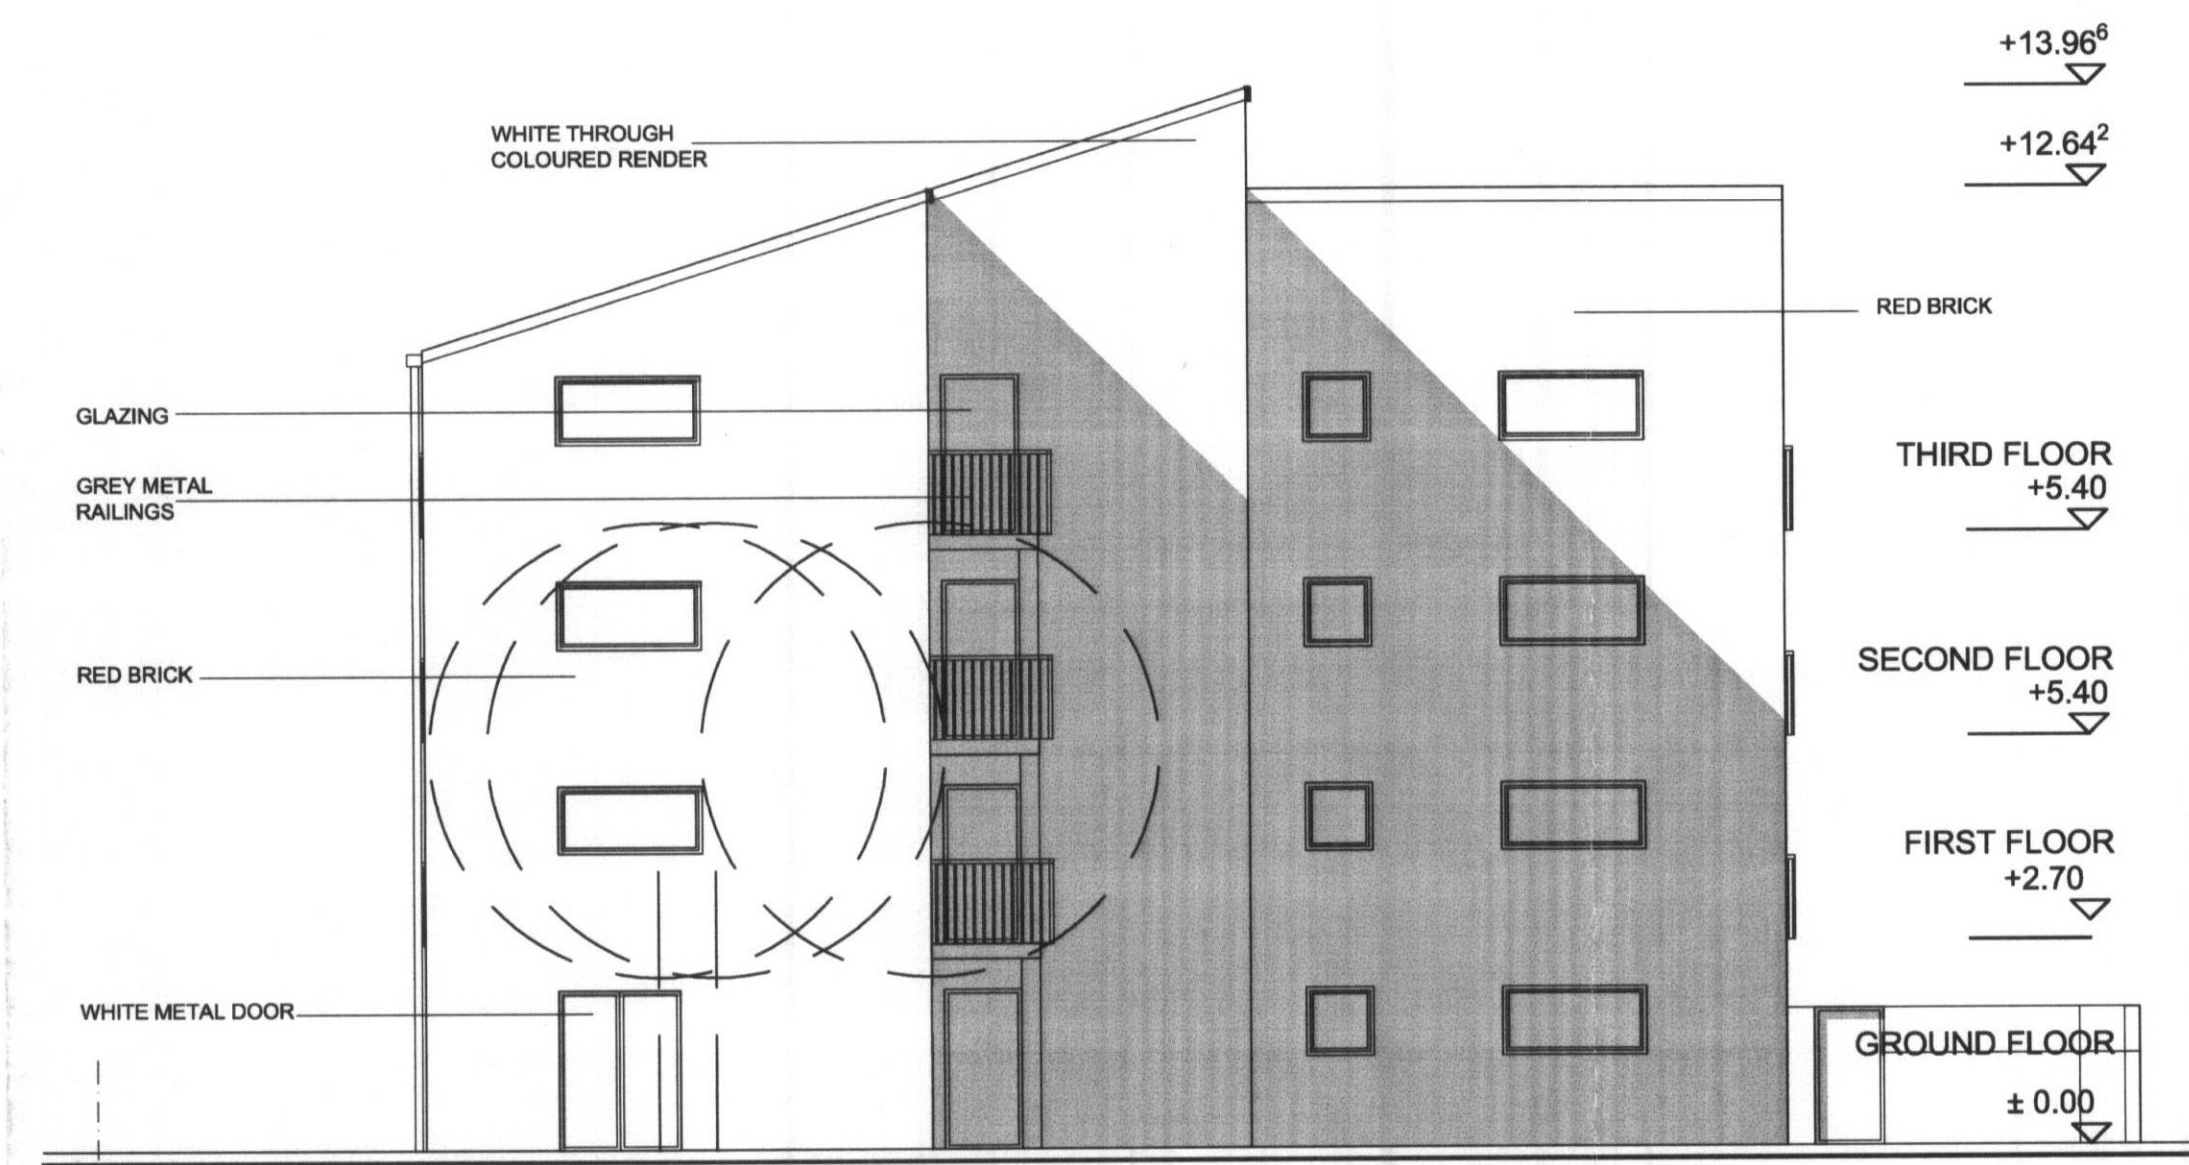 +13.96⁶
+12.64²
WHITE THROUGH
COLOURED RENDER
RED BRICK
GLAZING
THIRD FLOOR
+5.40
GREY METAL
RAILINGS
SECOND FLOOR
+5.40
RED BRICK
FIRST FLOOR
+2.70
WHITE METAL DOOR
GROUND FLOOR
± 0.00